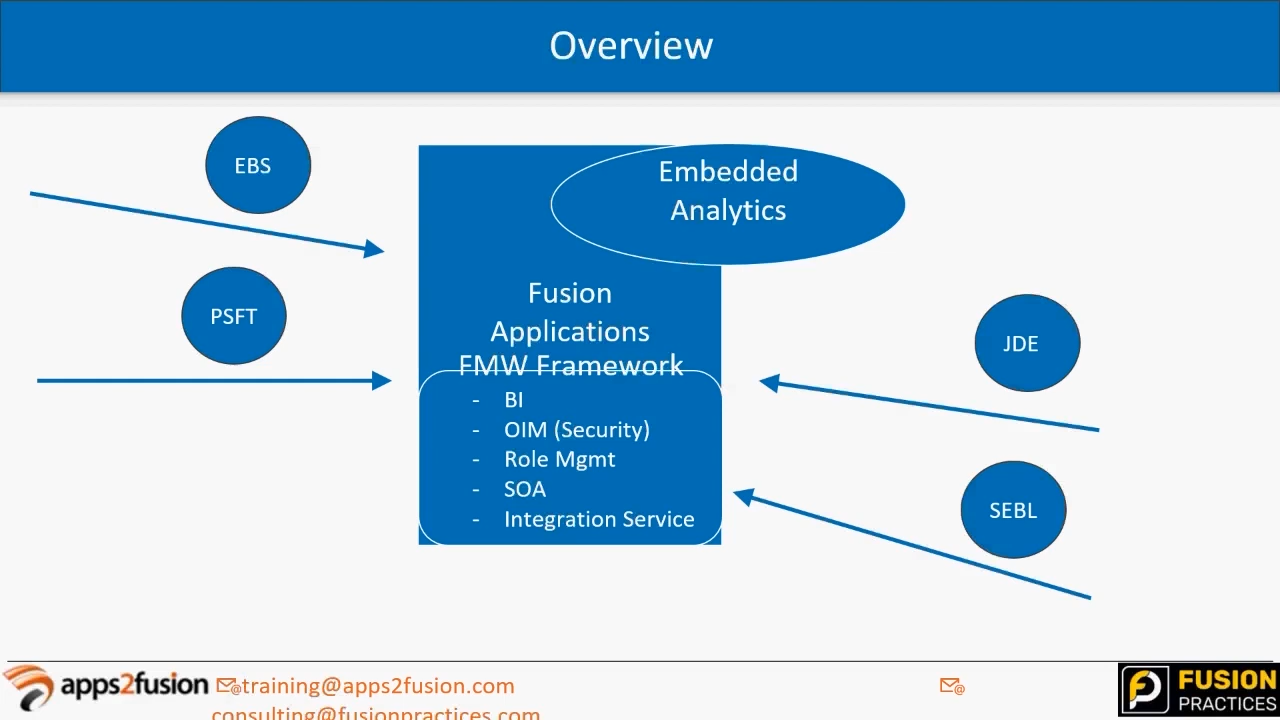 Overview
EBS
Embedded
Analytics
PSFT
Fusion
Applications
FMW Framework
- BI
- OIM (Security)
- Role Mgmt
- SOA
- Integration Service
JDE
SEBL
apps2fusion
training@apps2fusion.com
consulting@fusionpractices.com
FUSION
PRACTICES